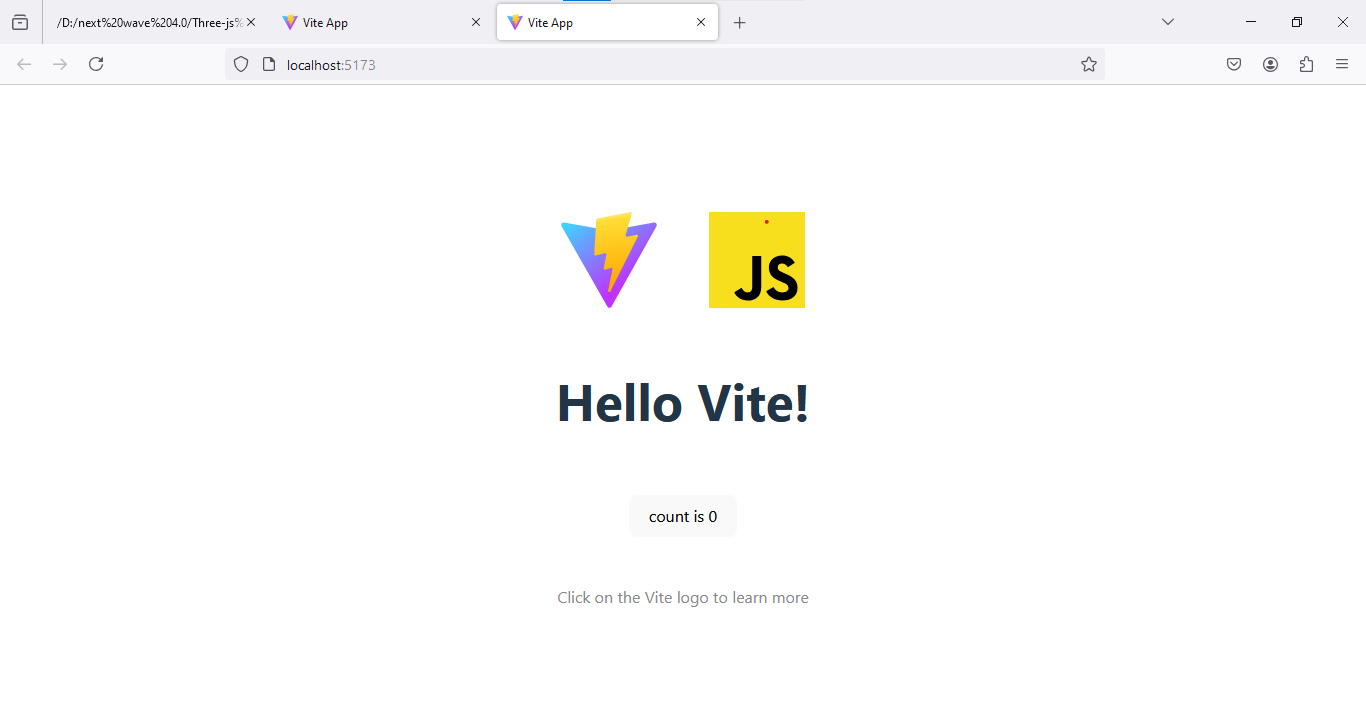 /D:/next%20wave%204.0/Three-js%
Vite App
Vite App
localhost:5173
JS
Hello Vite!
count is 0
Click on the Vite logo to learn more